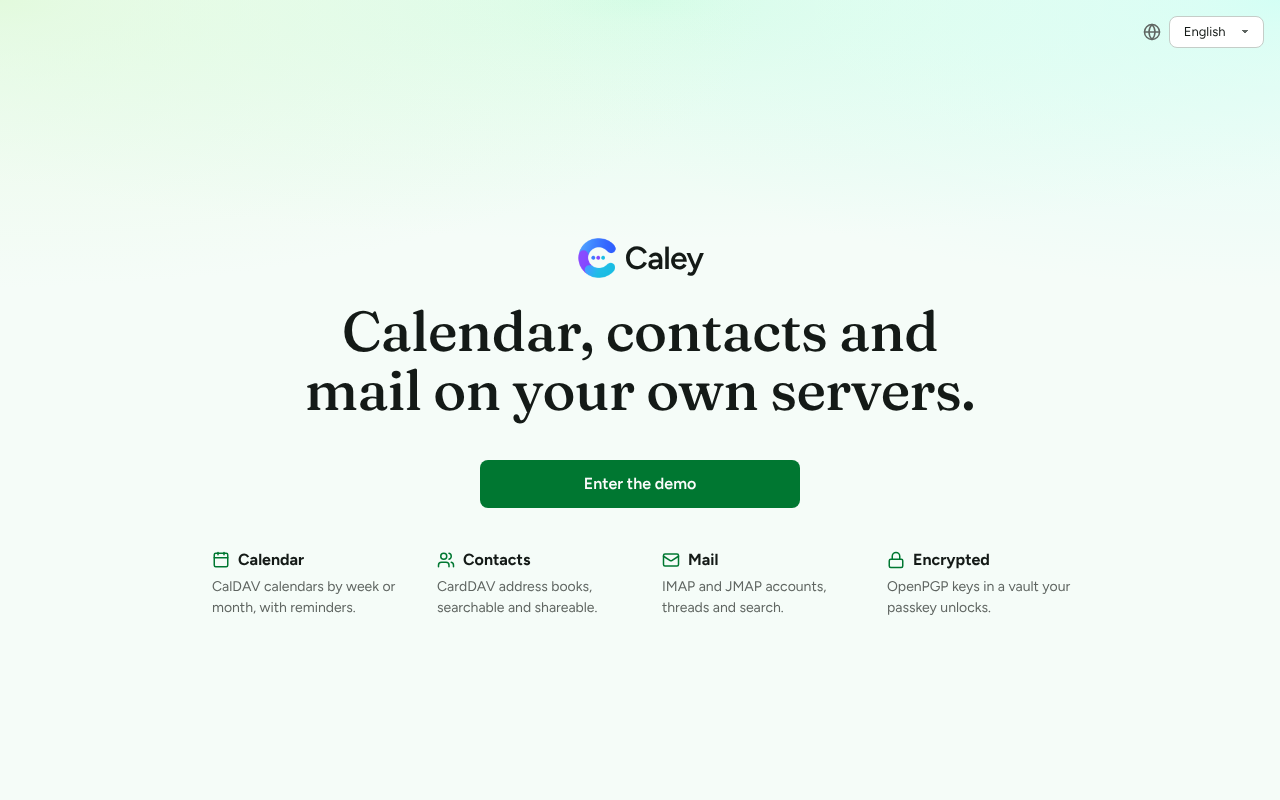 English
Caley
Calendar, contacts and
mail on your own servers.
Enter the demo
Calendar
CalDAV calendars by week or
month, with reminders.
Contacts
CardDAV address books,
searchable and shareable.
Mail
IMAP and JMAP accounts,
threads and search.
Encrypted
OpenPGP keys in a vault your
passkey unlocks.